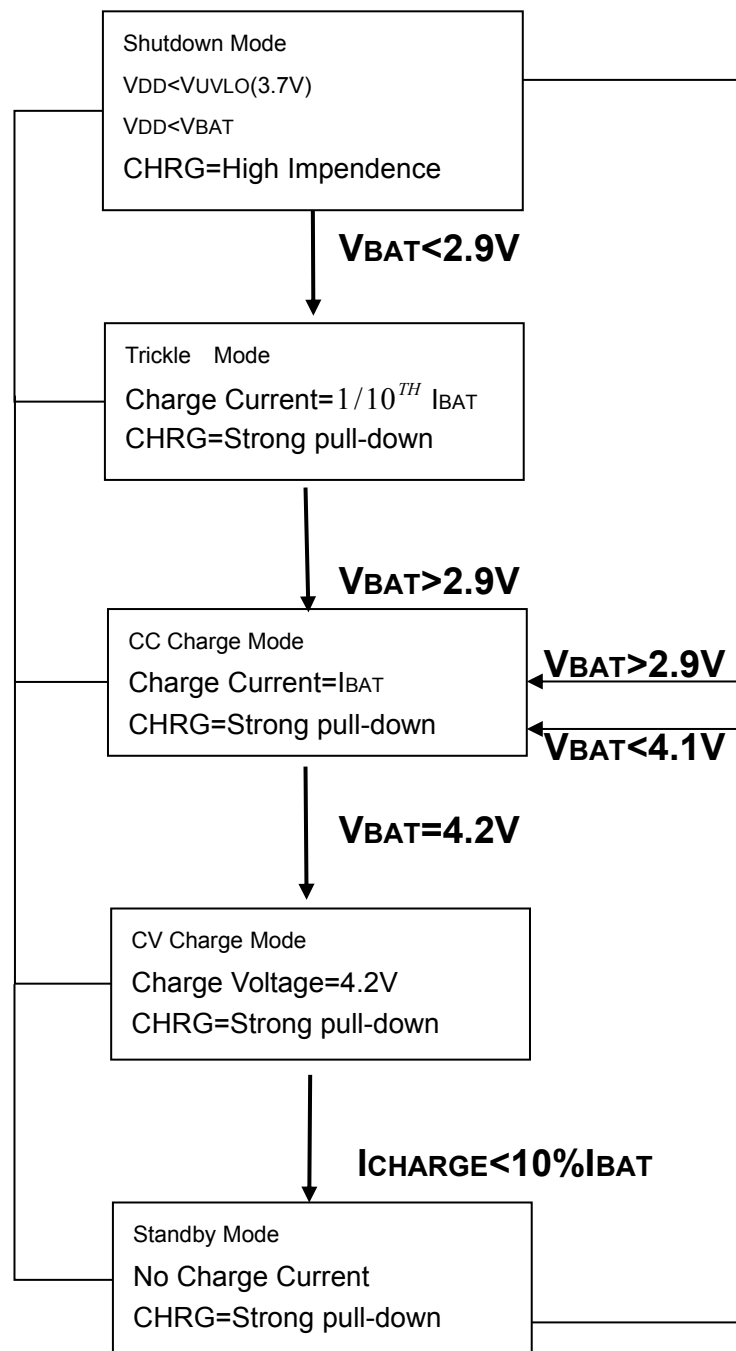 Shutdown Mode
VDD<VUVLO(3.7V)
VDD<VBAT
CHRG=High Impendence
VBAT<2.9V
Trickle Mode
Charge Current=1/10^TH IBAT
CHRG=Strong pull-down
VBAT>2.9V
CC Charge Mode
Charge Current=IBAT
CHRG=Strong pull-down
VBAT>2.9V
VBAT<4.1V
VBAT=4.2V
CV Charge Mode
Charge Voltage=4.2V
CHRG=Strong pull-down
ICHARGE<10%IBAT
Standby Mode
No Charge Current
CHRG=Strong pull-down